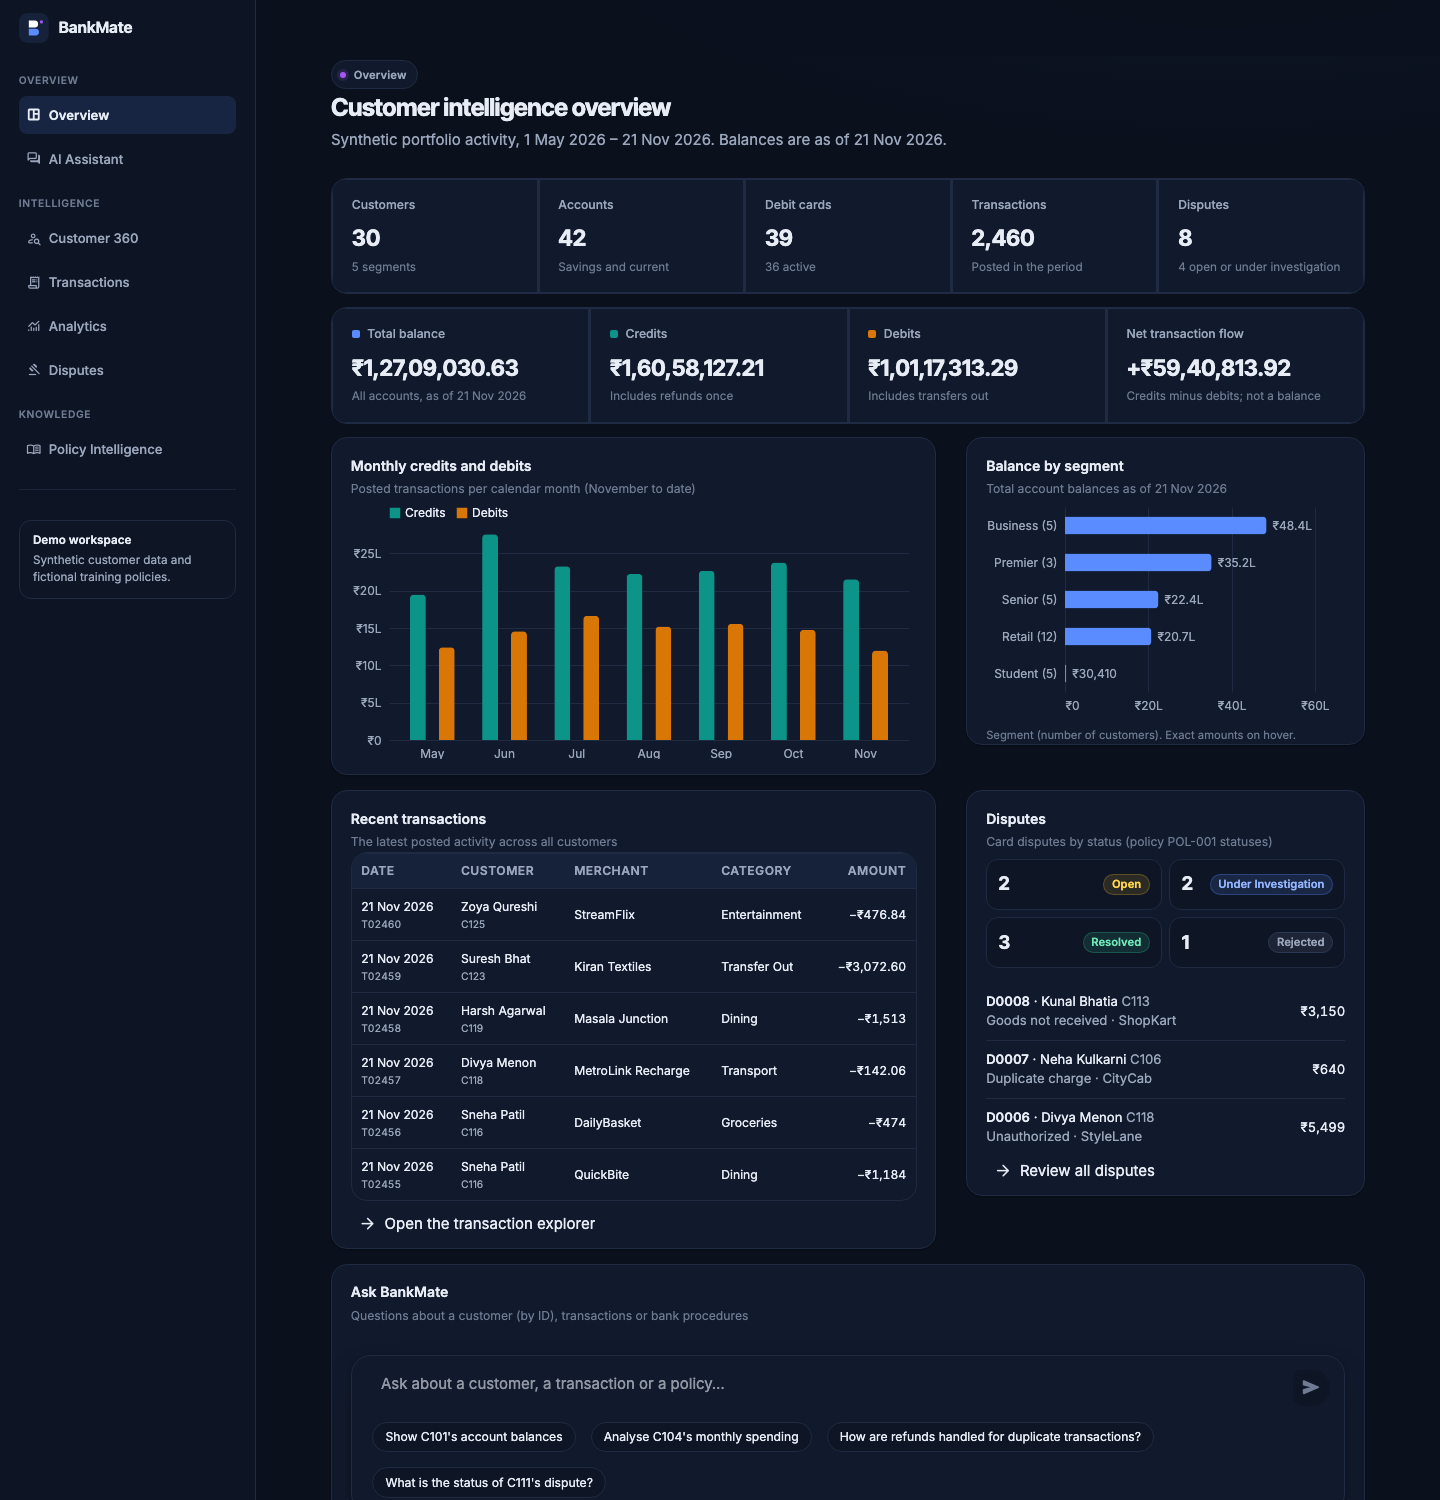 BankMate
OVERVIEW
Overview
AI Assistant
INTELLIGENCE
Customer 360
Transactions
Analytics
Disputes
KNOWLEDGE
Policy Intelligence
Demo workspace
Synthetic customer data and
fictional training policies.
Overview
Customer intelligence overview
Synthetic portfolio activity, 1 May 2026 – 21 Nov 2026. Balances are as of 21 Nov 2026.
Customers
30
5 segments
Accounts
42
Savings and current
Debit cards
39
36 active
Transactions
2,460
Posted in the period
Disputes
8
4 open or under investigation
Total balance
₹1,27,09,030.63
All accounts, as of 21 Nov 2026
Credits
₹1,60,58,127.21
Includes refunds once
Debits
₹1,01,17,313.29
Includes transfers out
Net transaction flow
+₹59,40,813.92
Credits minus debits; not a balance
Monthly credits and debits
Posted transactions per calendar month (November to date)
Credits Debits
₹25L
₹20L
₹15L
₹10L
₹5L
₹0
May Jun Jul Aug Sep Oct Nov
Balance by segment
Total account balances as of 21 Nov 2026
Business (5) ₹48.4L
Premier (3) ₹35.2L
Senior (5) ₹22.4L
Retail (12) ₹20.7L
Student (5) ₹30,410
₹0 ₹20L ₹40L ₹60L
Segment (number of customers). Exact amounts on hover.
Recent transactions
The latest posted activity across all customers
DATE CUSTOMER MERCHANT CATEGORY AMOUNT
21 Nov 2026 Zoya Qureshi StreamFlix Entertainment −₹476.84
T02460 C125
21 Nov 2026 Suresh Bhat Kiran Textiles Transfer Out −₹3,072.60
T02459 C123
21 Nov 2026 Harsh Agarwal Masala Junction Dining −₹1,513
T02458 C119
21 Nov 2026 Divya Menon MetroLink Recharge Transport −₹142.06
T02457 C118
21 Nov 2026 Sneha Patil DailyBasket Groceries −₹474
T02456 C116
21 Nov 2026 Sneha Patil QuickBite Dining −₹1,184
T02455 C116
→ Open the transaction explorer
Disputes
Card disputes by status (policy POL-001 statuses)
2 Open
2 Under Investigation
3 Resolved
1 Rejected
D0008 · Kunal Bhatia C113 ₹3,150
Goods not received · ShopKart
D0007 · Neha Kulkarni C106 ₹640
Duplicate charge · CityCab
D0006 · Divya Menon C118 ₹5,499
Unauthorized · StyleLane
→ Review all disputes
Ask BankMate
Questions about a customer (by ID), transactions or bank procedures
Ask about a customer, a transaction or a policy...
Show C101's account balances
Analyse C104's monthly spending
How are refunds handled for duplicate transactions?
What is the status of C111's dispute?